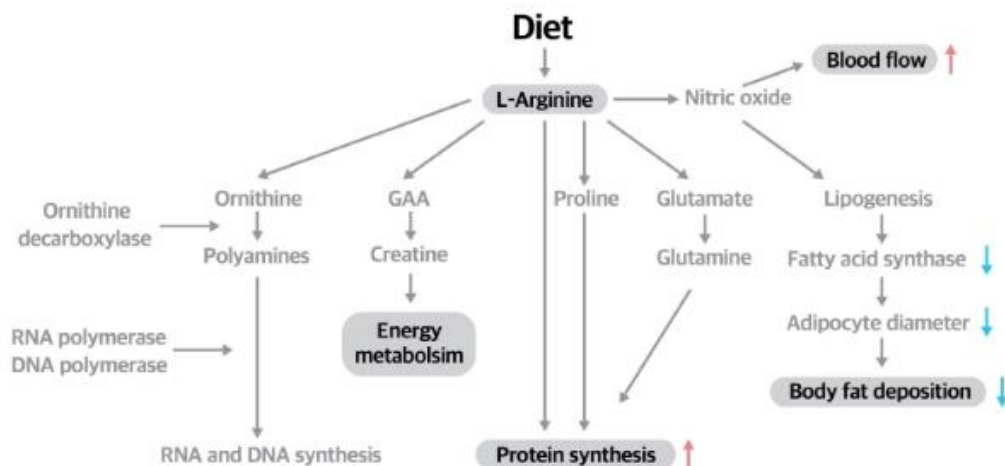 Diet
Blood flow
L-Arginine
Nitric oxide
Ornithine
GAA
Proline
Glutamate
Lipogenesis
Ornithine
decarboxylase
Polyamines
Creatine
Glutamine
Fatty acid synthase
RNA polymerase
DNA polymerase
Energy
metabolsim
Adipocyte diameter
Body fat deposition
RNA and DNA synthesis
Protein synthesis